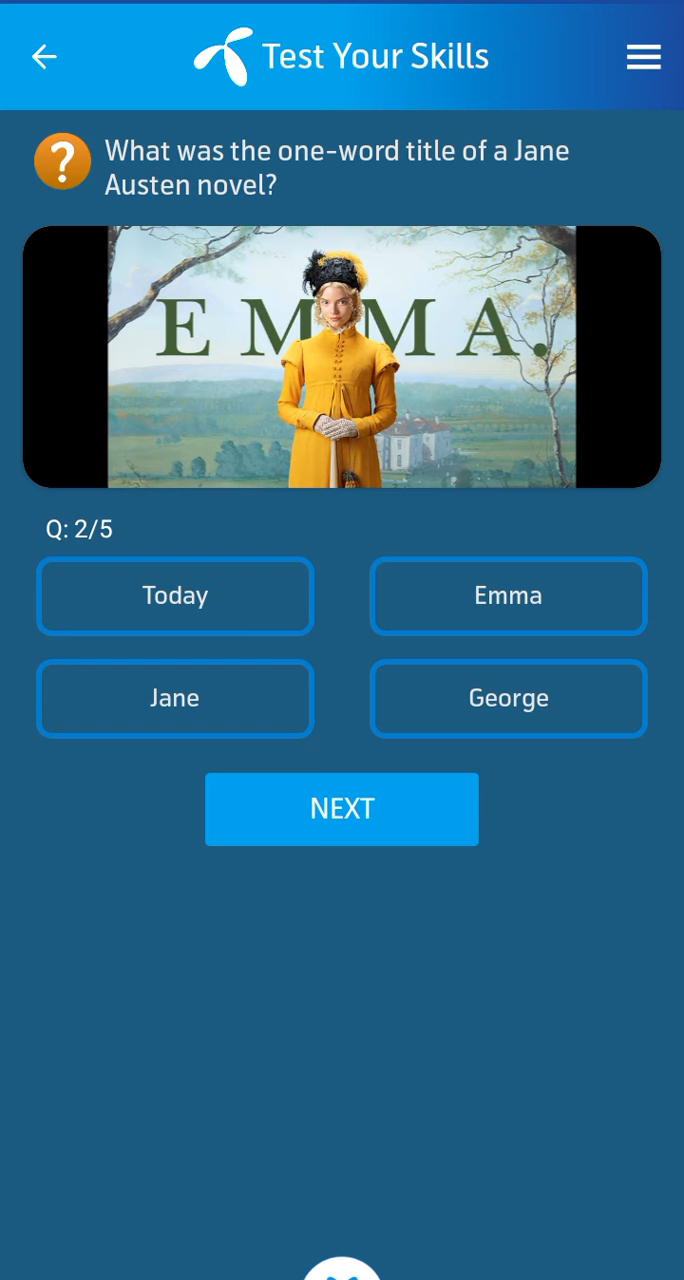 Test Your Skills
?
What was the one-word title of a Jane
Austen novel?
EMMA.
Q: 2/5
Today
Emma
Jane
George
NEXT